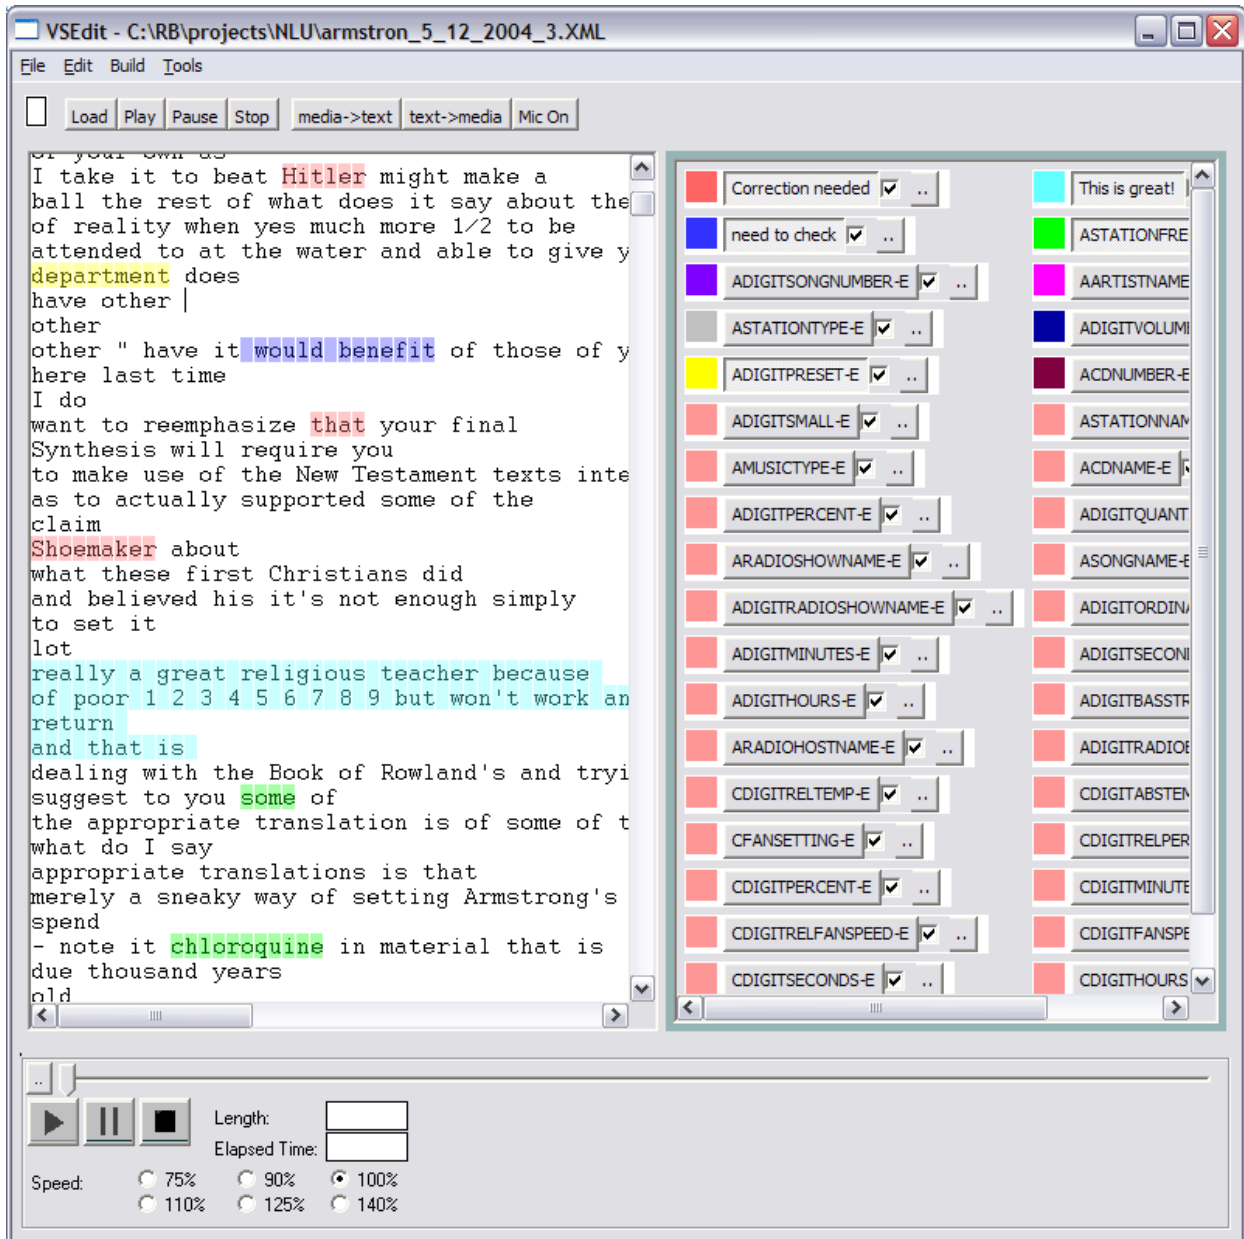 VSEdit - C:\RB\projects\NLU\armstron_5_12_2004_3.XML
File Edit Build Tools
Load Play Pause Stop media->text text->media Mic On
or your own as
I take it to beat Hitler might make a
ball the rest of what does it say about the
of reality when yes much more 1/2 to be
attended to at the water and able to give y
department does
have other
other
other " have it would benefit of those of y
here last time
I do
want to reemphasize that your final
Synthesis will require you
to make use of the New Testament texts inte
as to actually supported some of the
claim
Shoemaker about
what these first Christians did
and believed his it's not enough simply
to set it
lot
really a great religious teacher because
of poor 1 2 3 4 5 6 7 8 9 but won't work an
return
and that is
dealing with the Book of Rowland's and tryi
suggest to you some of
the appropriate translation is of some of t
what do I say
appropriate translations is that
merely a sneaky way of setting Armstrong's
spend
- note it chloroquine in material that is
due thousand years
old
Correction needed .. This is great!
need to check .. ASTATIONFRE
ADIGITSONGNUMBER-E .. AARTISTNAME
ASTATIONTYPE-E .. ADIGITVOLUM
ADIGITPRESET-E .. ACDNUMBER-E
ADIGITSMALL-E .. ASTATIONNAM
AMUSICTYPE-E .. ACDNAME-E
ADIGITPERCENT-E .. ADIGITQUANT
ARADIOSHOWNAME-E .. ASONGNAME-E
ADIGITRADIOSHOWNAME-E .. ADIGITORDIN
ADIGITMINUTES-E .. ADIGITSECON
ADIGITHOURS-E .. ADIGITBASSTR
ARADIOHOSTNAME-E .. ADIGITRADIO
CDIGITRELTEMP-E .. CDIGITABSTEM
CFANSETTING-E .. CDIGITRELPER
CDIGITPERCENT-E .. CDIGITMINUTE
CDIGITRELFANSPEED-E .. CDIGITFANSPE
CDIGITSECONDS-E .. CDIGITHOURS
..
Length:
Elapsed Time:
Speed: 75% 90% 100%
110% 125% 140%